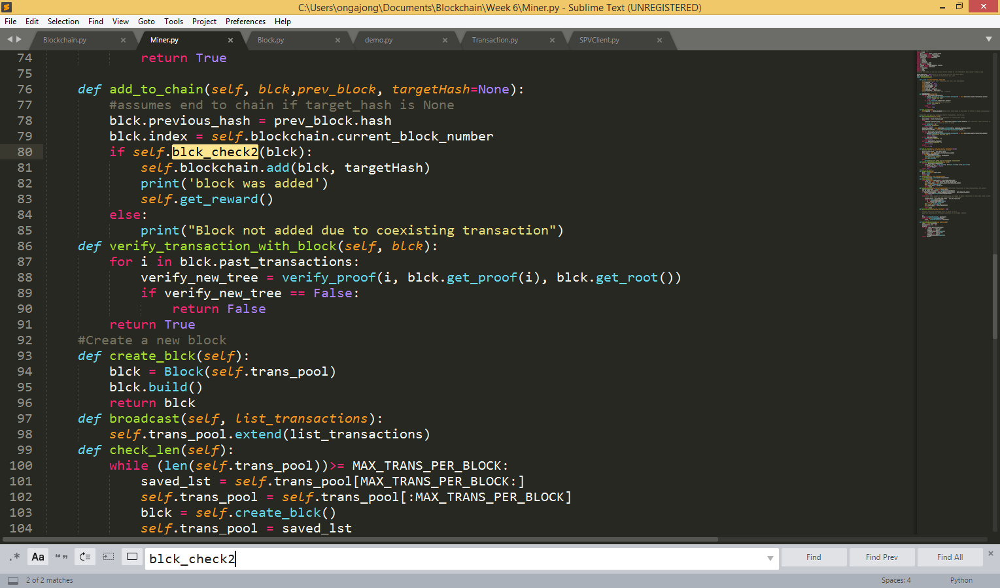 C:\Users\ongajong\Documents\Blockchain\Week 6\Miner.py - Sublime Text (UNREGISTERED)
File Edit Selection Find View Goto Tools Project Preferences Help
Blockchain.py Miner.py Block.py demo.py Transaction.py SPVClient.py
74 return True
75
76 def add_to_chain(self, blck,prev_block, targetHash=None):
77 #assumes end to chain if target_hash is None
78 blck.previous_hash = prev_block.hash
79 blck.index = self.blockchain.current_block_number
80 if self.blck_check2(blck):
81 self.blockchain.add(blck, targetHash)
82 print('block was added')
83 self.get_reward()
84 else:
85 print("Block not added due to coexisting transaction")
86 def verify_transaction_with_block(self, blck):
87 for i in blck.past_transactions:
88 verify_new_tree = verify_proof(i, blck.get_proof(i), blck.get_root())
89 if verify_new_tree == False:
90 return False
91 return True
92 #Create a new block
93 def create_blck(self):
94 blck = Block(self.trans_pool)
95 blck.build()
96 return blck
97 def broadcast(self, list_transactions):
98 self.trans_pool.extend(list_transactions)
99 def check_len(self):
100 while (len(self.trans_pool))>= MAX_TRANS_PER_BLOCK:
101 saved_lst = self.trans_pool[MAX_TRANS_PER_BLOCK:]
102 self.trans_pool = self.trans_pool[:MAX_TRANS_PER_BLOCK]
103 blck = self.create_blck()
104 self.trans_pool = saved_lst
.* Aa “” blck_check2 Find Find Prev Find All
2 of 2 matches Spaces: 4 Python